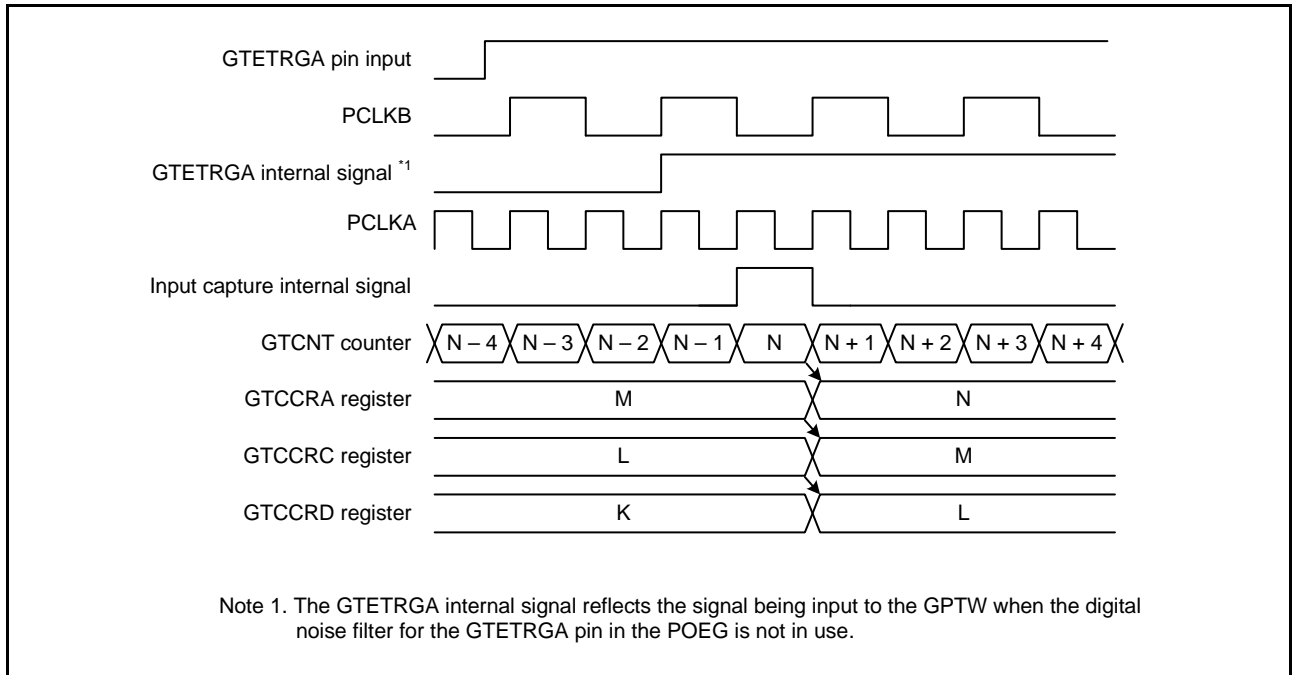 GTETRGA pin input
PCLKB
GTETRGA internal signal *1
PCLKA
Input capture internal signal
GTCNT counter N – 4 N – 3 N – 2 N – 1 N N + 1 N + 2 N + 3 N + 4
GTCCRA register M N
GTCCRC register L M
GTCCRD register K L
Note 1. The GTETRGA internal signal reflects the signal being input to the GPTW when the digital
noise filter for the GTETRGA pin in the POEG is not in use.